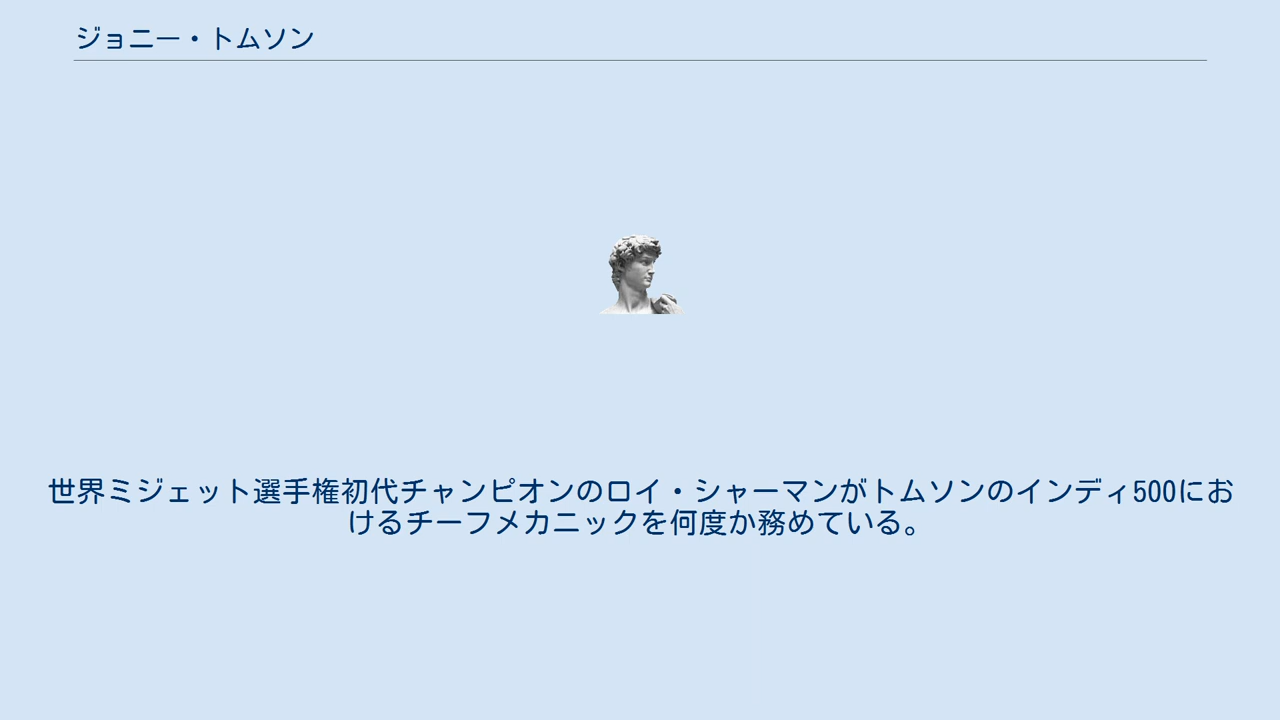 ジョニー・トムソン
世界ミジェット選手権初代チャンピオンのロイ・シャーマンがトムソンのインディ500にお
けるチーフメカニックを何度か務めている。